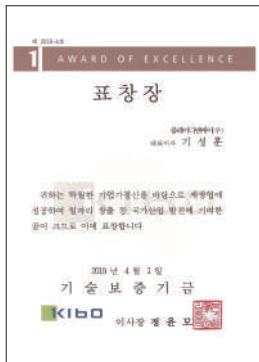 제 2019-4호
1 AWARD OF EXCELLENCE
표창장
대표이사 기성훈
귀하는 탁월한 기업가정신을 바탕으로 재창업에
성공하여 일자리 창출 등 국가산업 발전에 기여한
공이 크므로 이에 표창합니다
2019 년 4 월 1 일
기 술 보 증 기 금
KIBO 이사장 정 윤 모